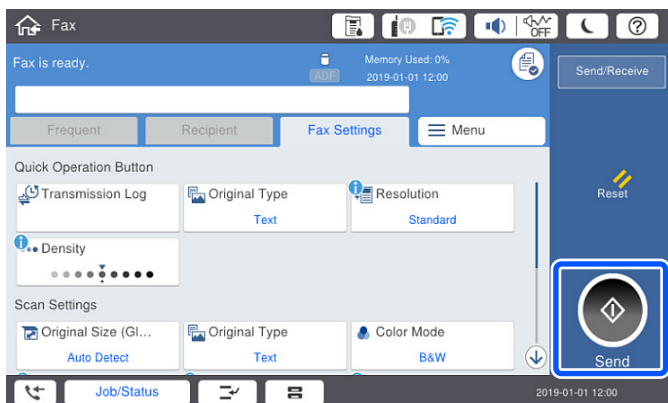 Fax
OFF
Fax is ready.
ADF
Memory Used: 0%
2019-01-01 12:00
Send/Receive
Frequent
Recipient
Fax Settings
Menu
Quick Operation Button
Transmission Log
Original Type
Text
Resolution
Standard
Reset
Density
Scan Settings
Original Size (Gl...
Auto Detect
Original Type
Text
Color Mode
B&W
Send
Job/Status
2019-01-01 12:00